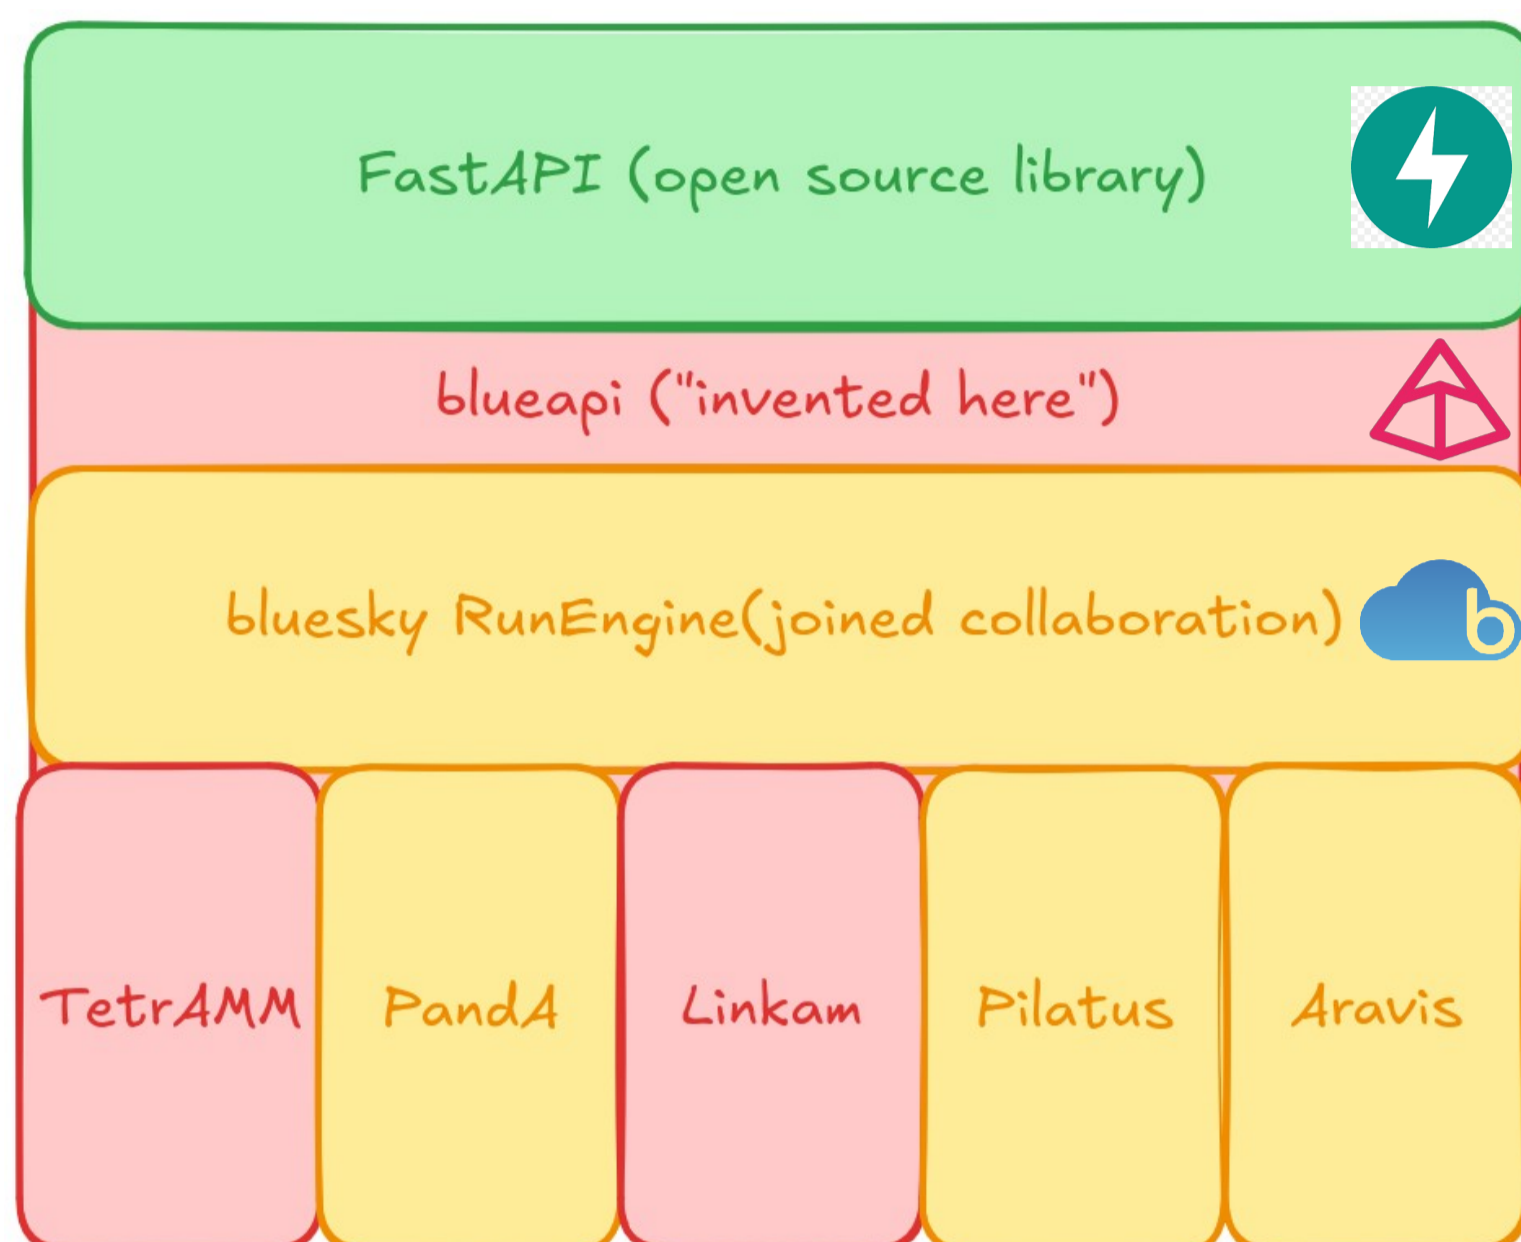 FastAPI (open source library)
blueapi ("invented here")
bluesky RunEngine(joined collaboration)
b
TetrAMM
PandA
Linkam
Pilatus
Aravis